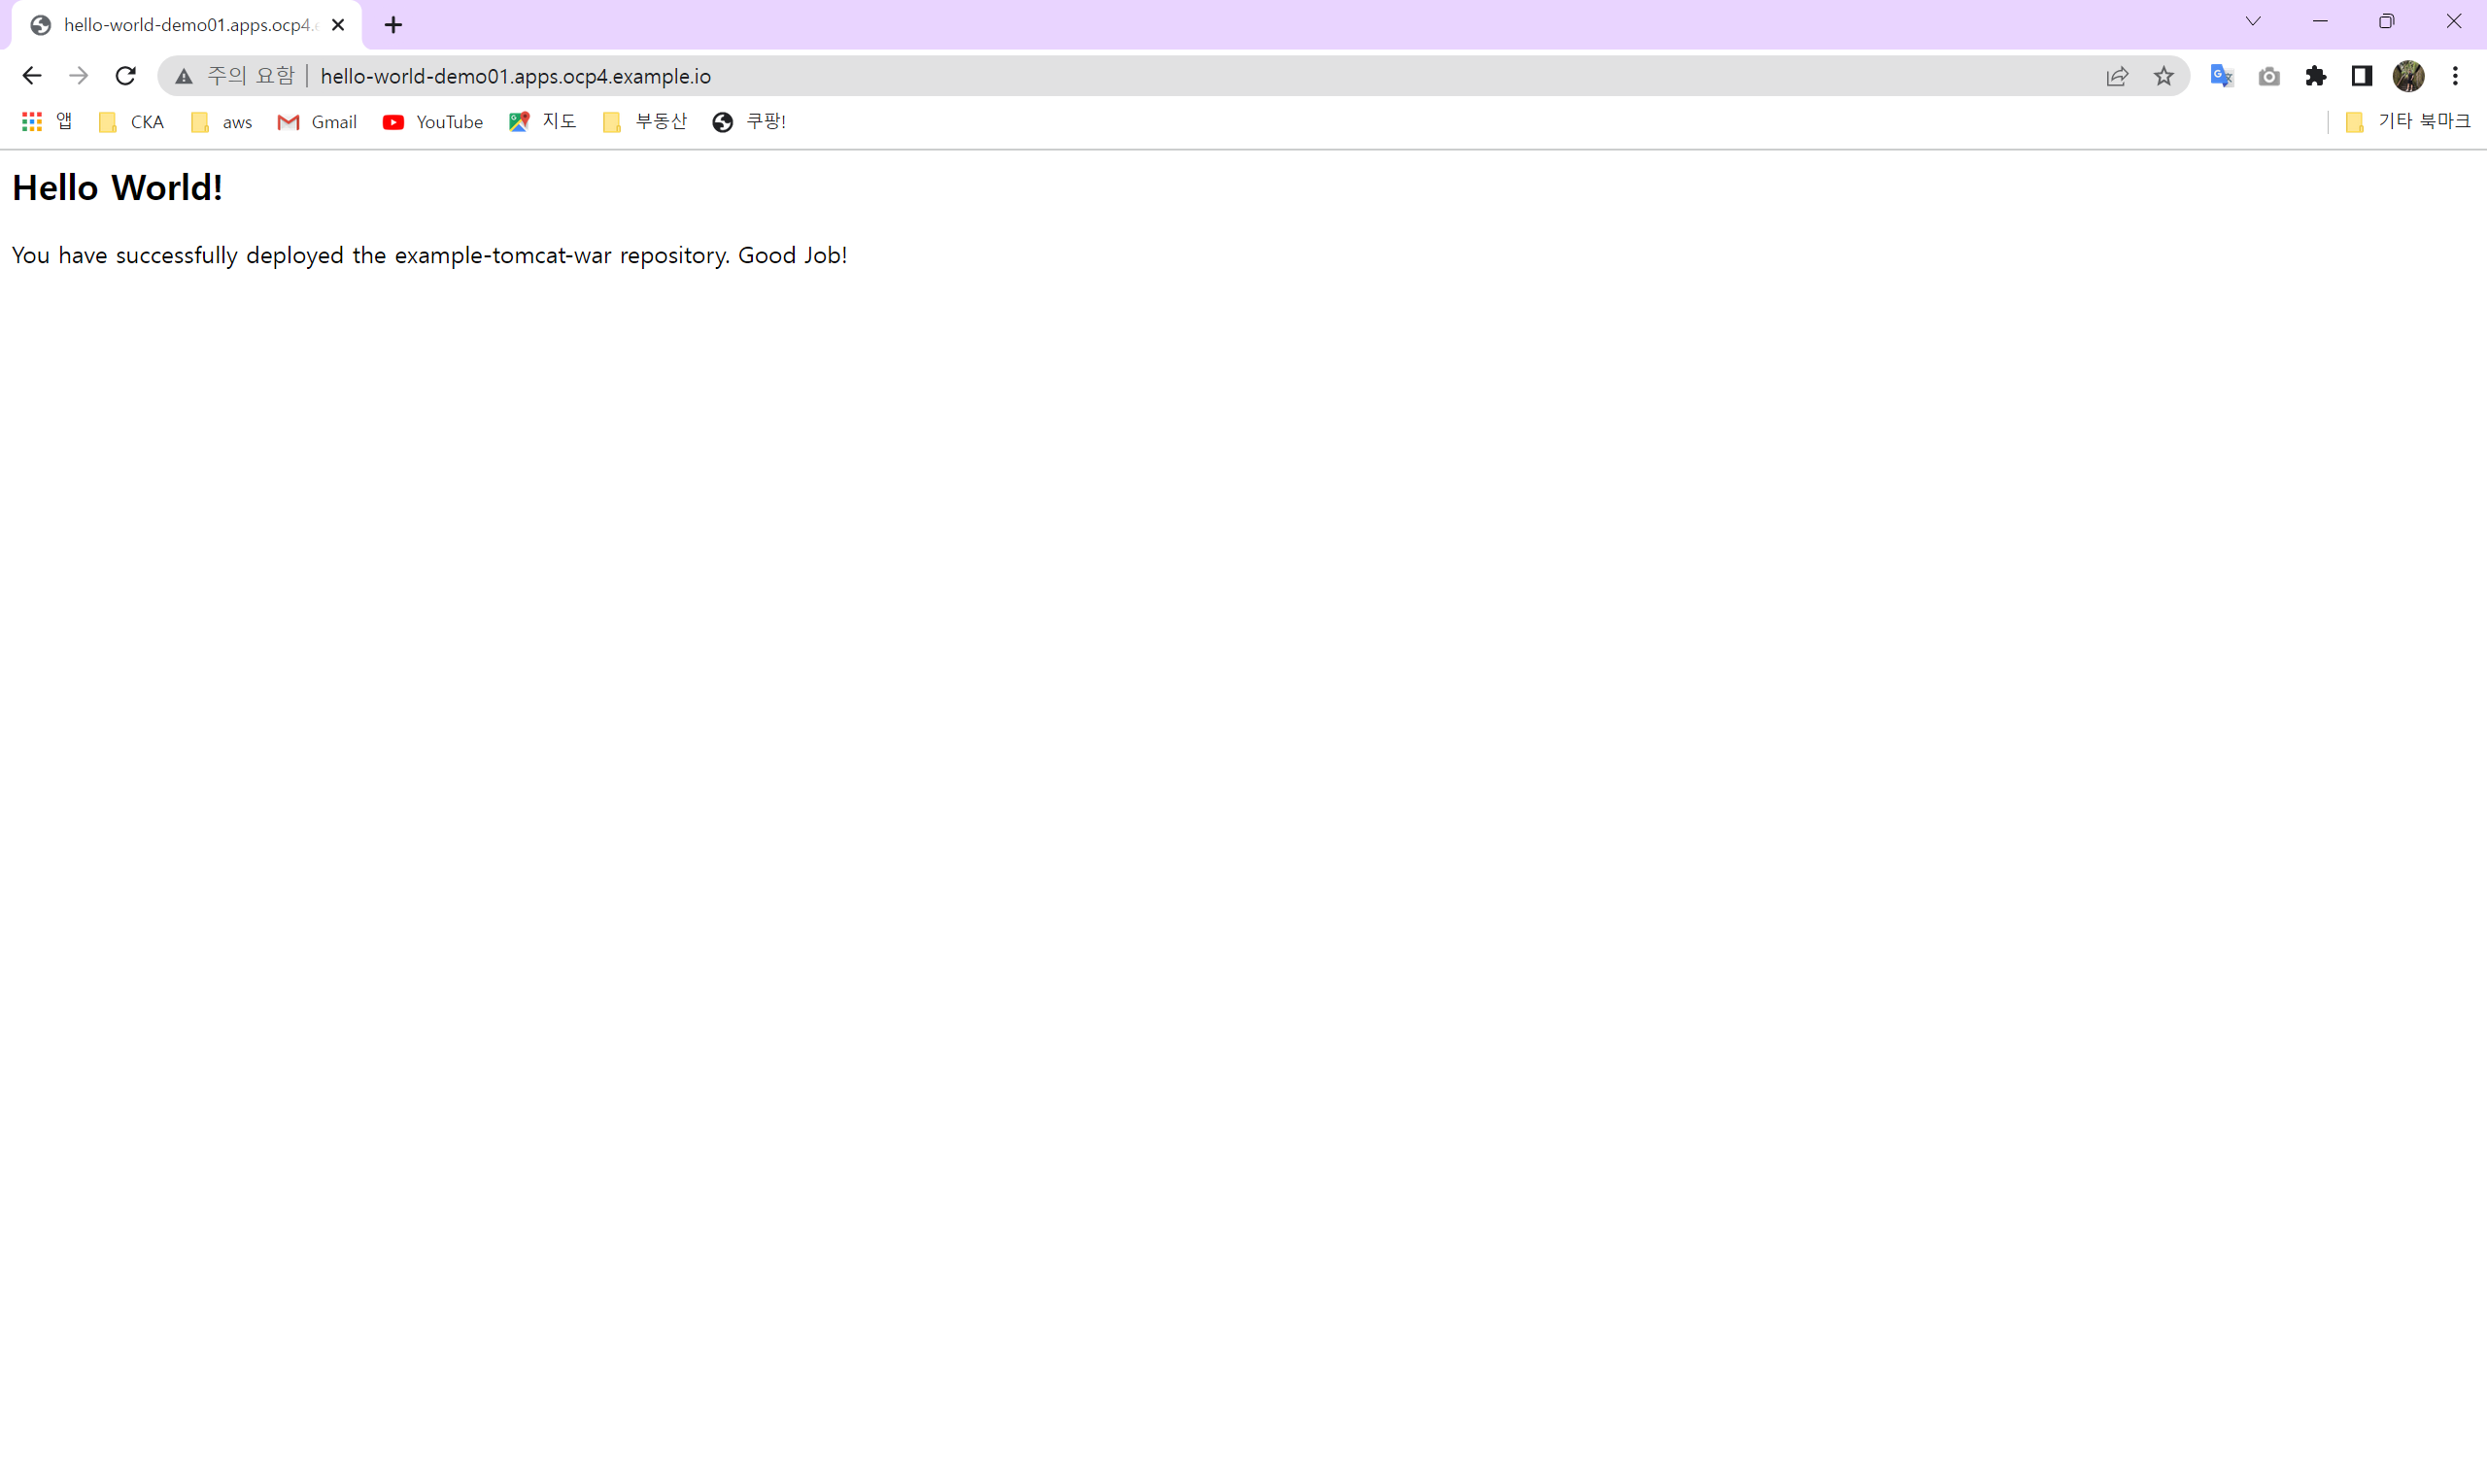 hello-world-demo01.apps.ocp4.e
주의 요함 hello-world-demo01.apps.ocp4.example.io
앱 CKA aws Gmail YouTube 지도 부동산 쿠팡! 기타 북마크
Hello World!
You have successfully deployed the example-tomcat-war repository. Good Job!